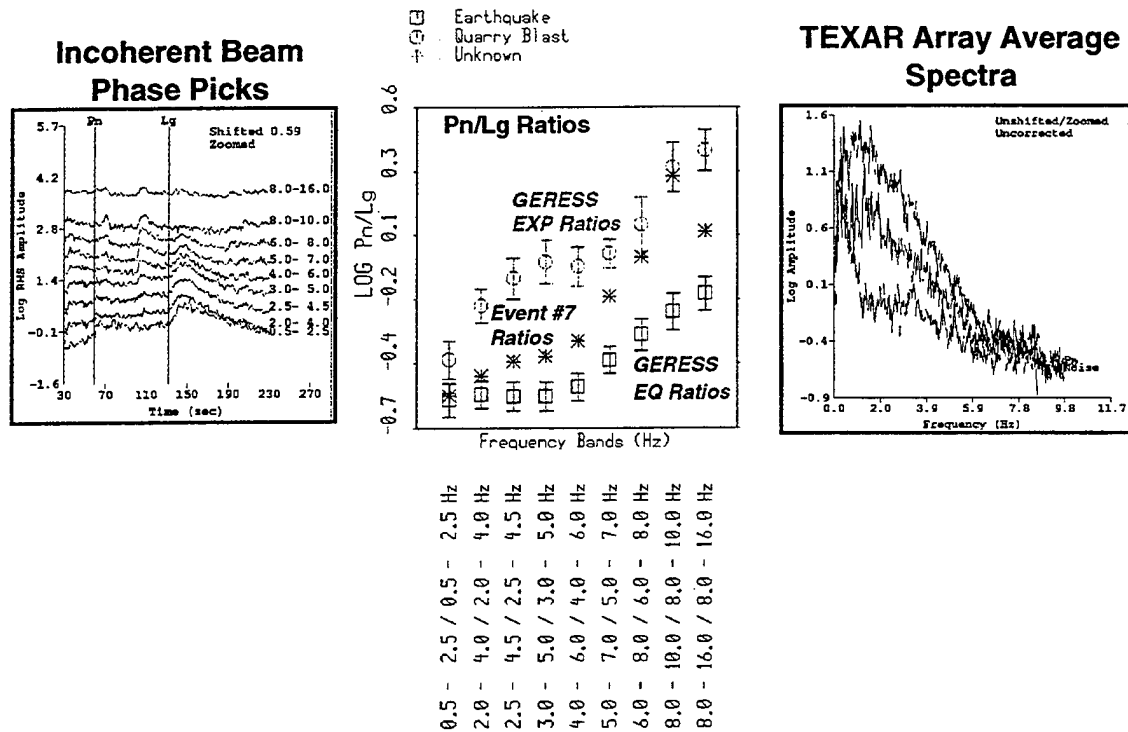 Earthquake
Quarry Blast
Unknown
Incoherent Beam
Phase Picks
Pn
Lg
Shifted 0.59
Zoomed
5.7
4.2
2.8
1.4
-0.1
-1.6
Log RMS Amplitude
8.0-16.0
8.0-10.0
6.0- 8.0
5.0- 7.0
4.0- 6.0
3.0- 5.0
2.5- 4.5
2.0- 4.0
0.5- 2.5
30
70
110
150
190
230
270
Time (sec)
Pn/Lg Ratios
0.6
0.3
0.1
-0.2
-0.4
-0.7
LOG Pn/Lg
GERESS
EXP Ratios
Event #7
Ratios
GERESS
EQ Ratios
Frequency Bands (Hz)
0.5 - 2.5 / 0.5 - 2.5 Hz
2.0 - 4.0 / 2.0 - 4.0 Hz
2.5 - 4.5 / 2.5 - 4.5 Hz
3.0 - 5.0 / 3.0 - 5.0 Hz
4.0 - 6.0 / 4.0 - 6.0 Hz
5.0 - 7.0 / 5.0 - 7.0 Hz
6.0 - 8.0 / 6.0 - 8.0 Hz
8.0 - 10.0 / 8.0 - 10.0 Hz
8.0 - 16.0 / 8.0 - 16.0 Hz
TEXAR Array Average
Spectra
Unshifted/Zoomed
Uncorrected
1.6
1.1
0.6
0.1
-0.4
-0.9
Log Amplitude
0.0
2.0
3.9
5.9
7.8
9.8
11.7
Frequency (Hz)